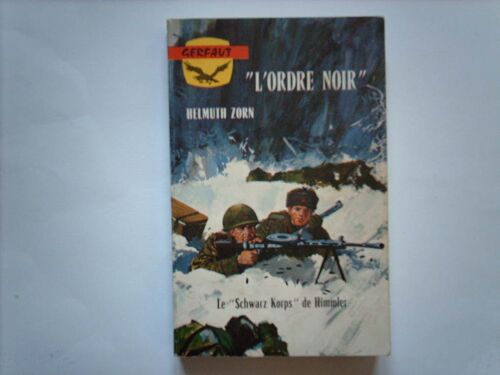 GERFAUT
"L'ORDRE NOIR"
HELMUTH ZORN
Le "Schwarz Korps" de Himmler